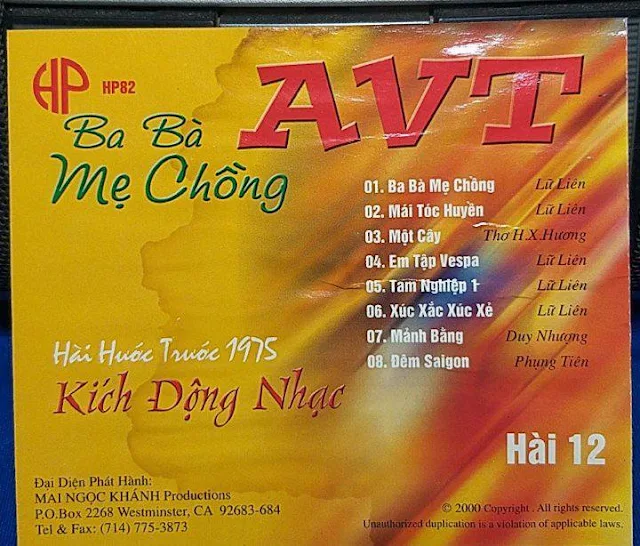 HP HP82
AVT
Ba Bà
Mẹ Chồng
01. Ba Bà Mẹ Chồng Lữ Liên
02. Mái Tóc Huyền Lữ Liên
03. Một Cây Thơ H.X.Hương
04. Em Tập Vespa Lữ Liên
05. Tam Nghiệp 1 Lữ Liên
06. Xúc Xắc Xúc Xẻ Lữ Liên
07. Mảnh Bằng Duy Nhượng
08. Đêm Saigon Phụng Tiên
Hài Hước Trước 1975
Kích Động Nhạc
Hài 12
Đại Diện Phát Hành:
MAI NGỌC KHÁNH Productions
P.O.Box 2268 Westminster, CA 92683-684
Tel & Fax: (714) 775-3873
© 2000 Copyright . All rights reserved.
Unauthorized duplication is a violation of applicable laws.